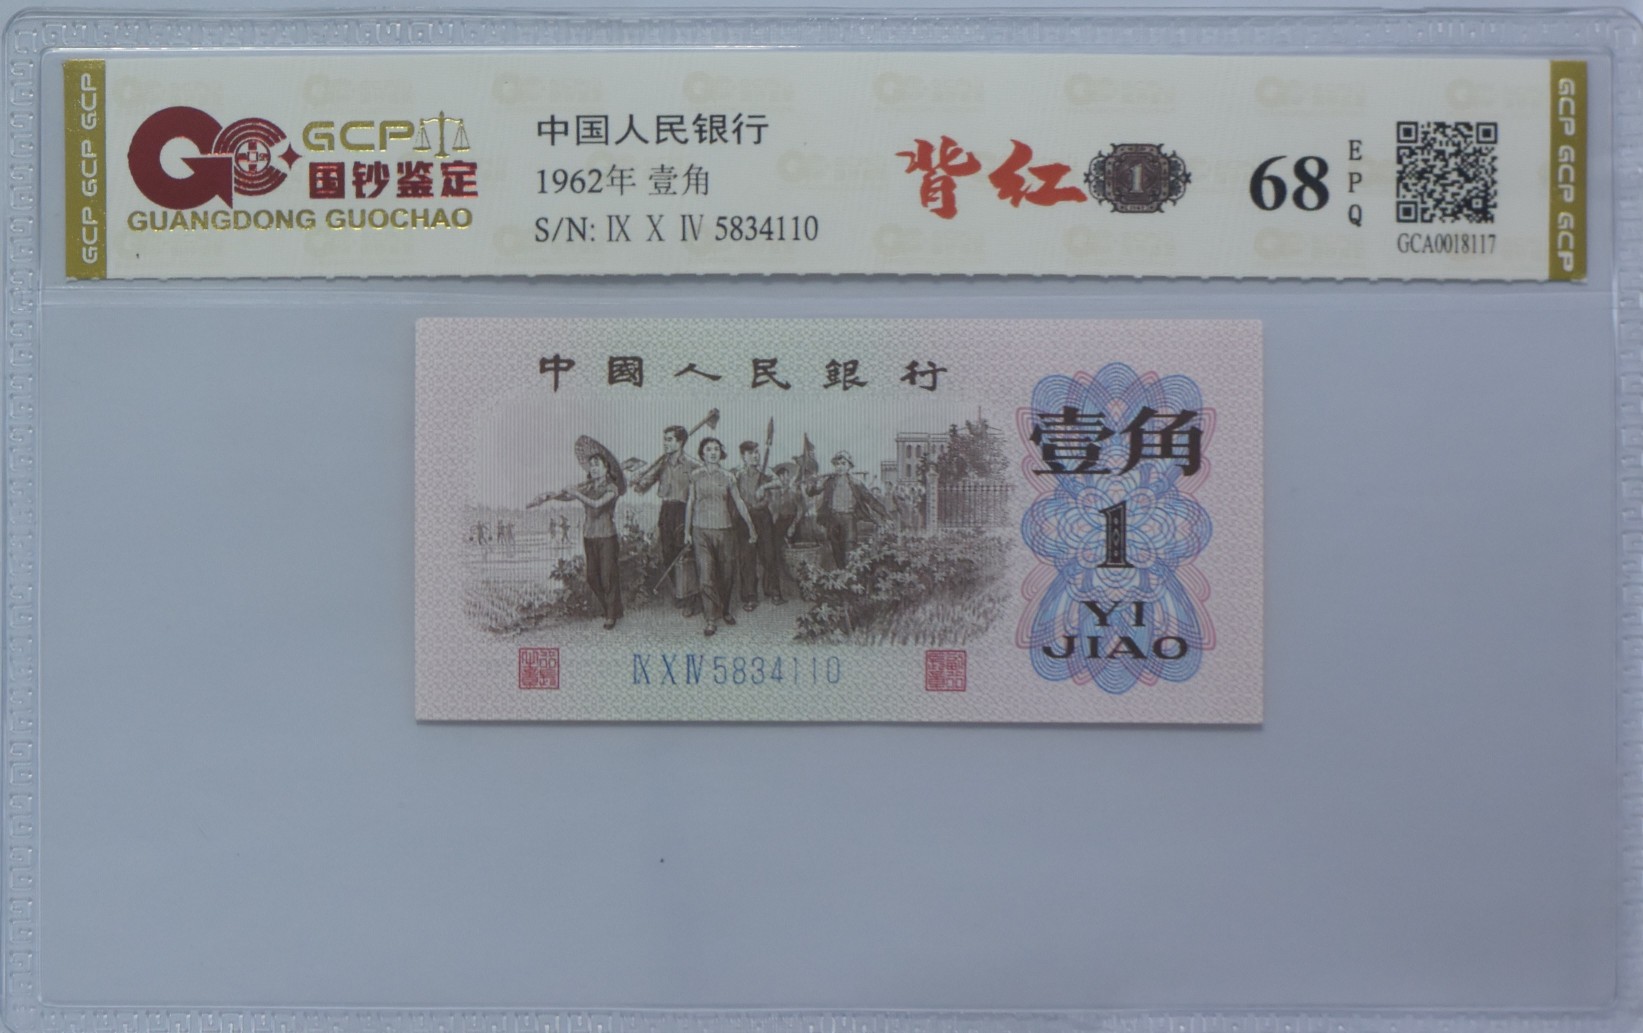 GCP GCP GCP
GCP
国钞鉴定
GUANGDONG GUOCHAO
中国人民银行
1962年 壹角
S/N: Ⅸ Ⅹ Ⅳ 5834110
背红
1
68
EPQ
GCA0018117
GCP GCP GCP
中國人民銀行
壹角
1
YI
JIAO
ⅨⅩⅣ5834110